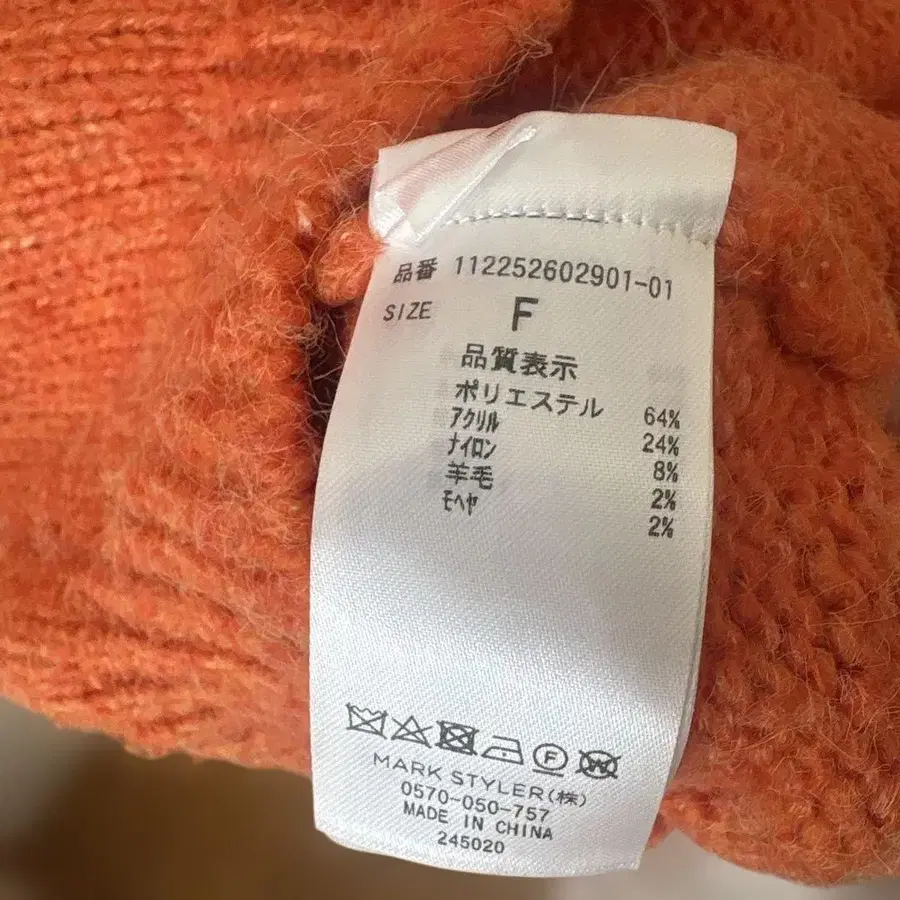 品番 112252602901-01
SIZE F
品質表示
ポリエステル 64%
アクリル 24%
ナイロン 8%
羊毛 2%
モヘヤ 2%
MARK STYLER(株)
0570-050-757
MADE IN CHINA
245020